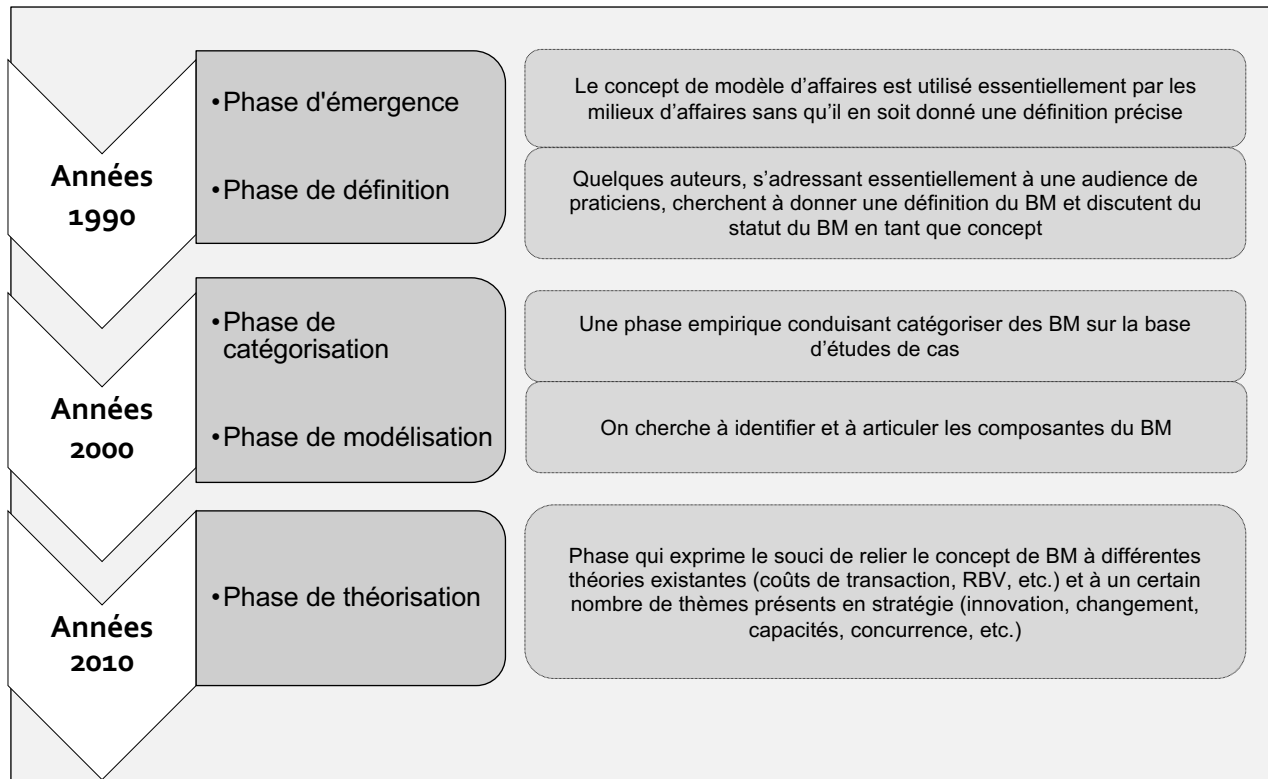 Années
1990
•Phase d'émergence
Le concept de modèle d’affaires est utilisé essentiellement par les
milieux d’affaires sans qu’il en soit donné une définition précise
•Phase de définition
Quelques auteurs, s’adressant essentiellement à une audience de
praticiens, cherchent à donner une définition du BM et discutent du
statut du BM en tant que concept
Années
2000
•Phase de
catégorisation
Une phase empirique conduisant catégoriser des BM sur la base
d’études de cas
•Phase de modélisation
On cherche à identifier et à articuler les composantes du BM
Années
2010
•Phase de théorisation
Phase qui exprime le souci de relier le concept de BM à différentes
théories existantes (coûts de transaction, RBV, etc.) et à un certain
nombre de thèmes présents en stratégie (innovation, changement,
capacités, concurrence, etc.)